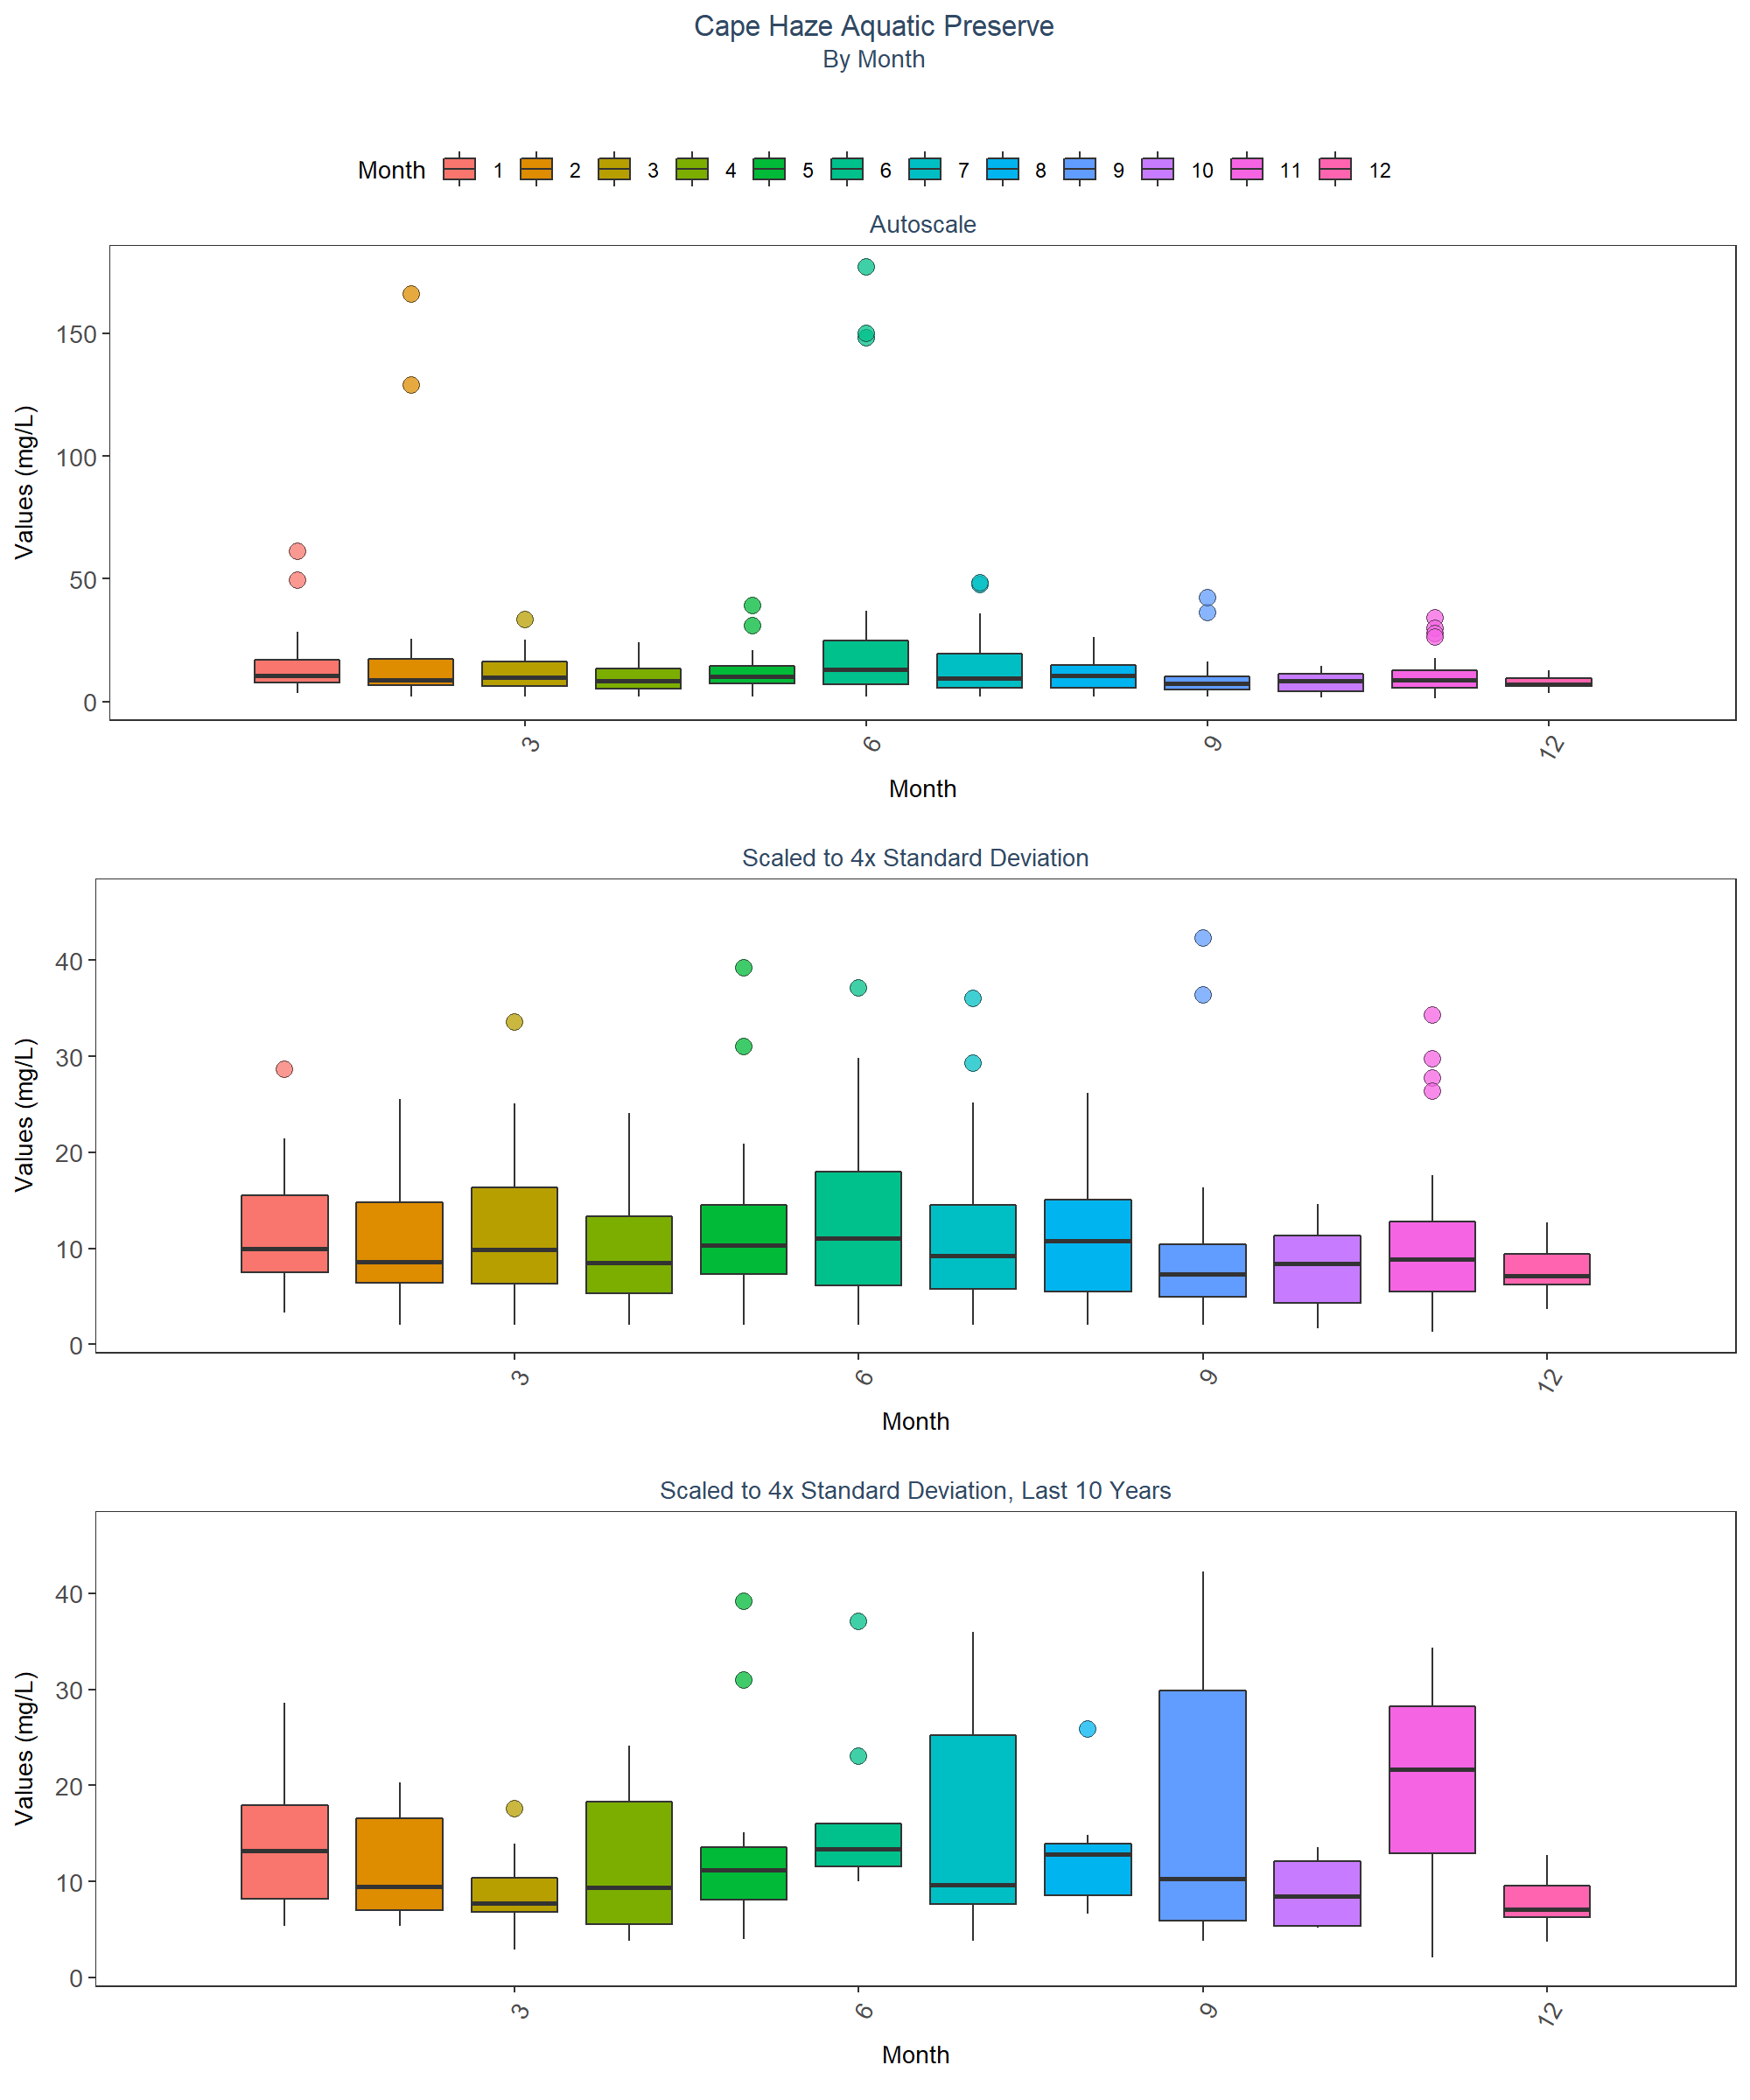 Cape Haze Aquatic Preserve
By Month
Month 1 2 3 4 5 6 7 8 9 10 11 12
Autoscale
Values (mg/L)
150
100
50
0
3 6 9 12
Month
Scaled to 4x Standard Deviation
Values (mg/L)
40
30
20
10
0
3 6 9 12
Month
Scaled to 4x Standard Deviation, Last 10 Years
Values (mg/L)
40
30
20
10
0
3 6 9 12
Month